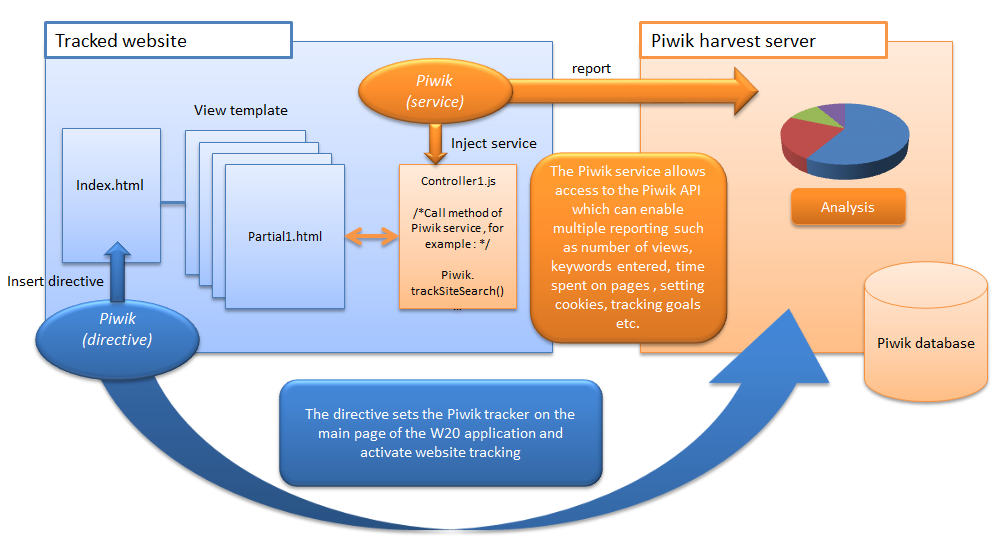 Tracked website
Piwik harvest server
Piwik
(service)
report
View template
Inject service
Index.html
Partial1.html
Controller1.js
/*Call method of
Piwik service , for
example : */
Piwik.
trackSiteSearch()
...
The Piwik service allows
access to the Piwik API
which can enable
multiple reporting such
as number of views,
keywords entered, time
spent on pages , setting
cookies, tracking goals
etc.
Analysis
Insert directive
Piwik
(directive)
Piwik database
The directive sets the Piwik tracker on the
main page of the W20 application and
activate website tracking